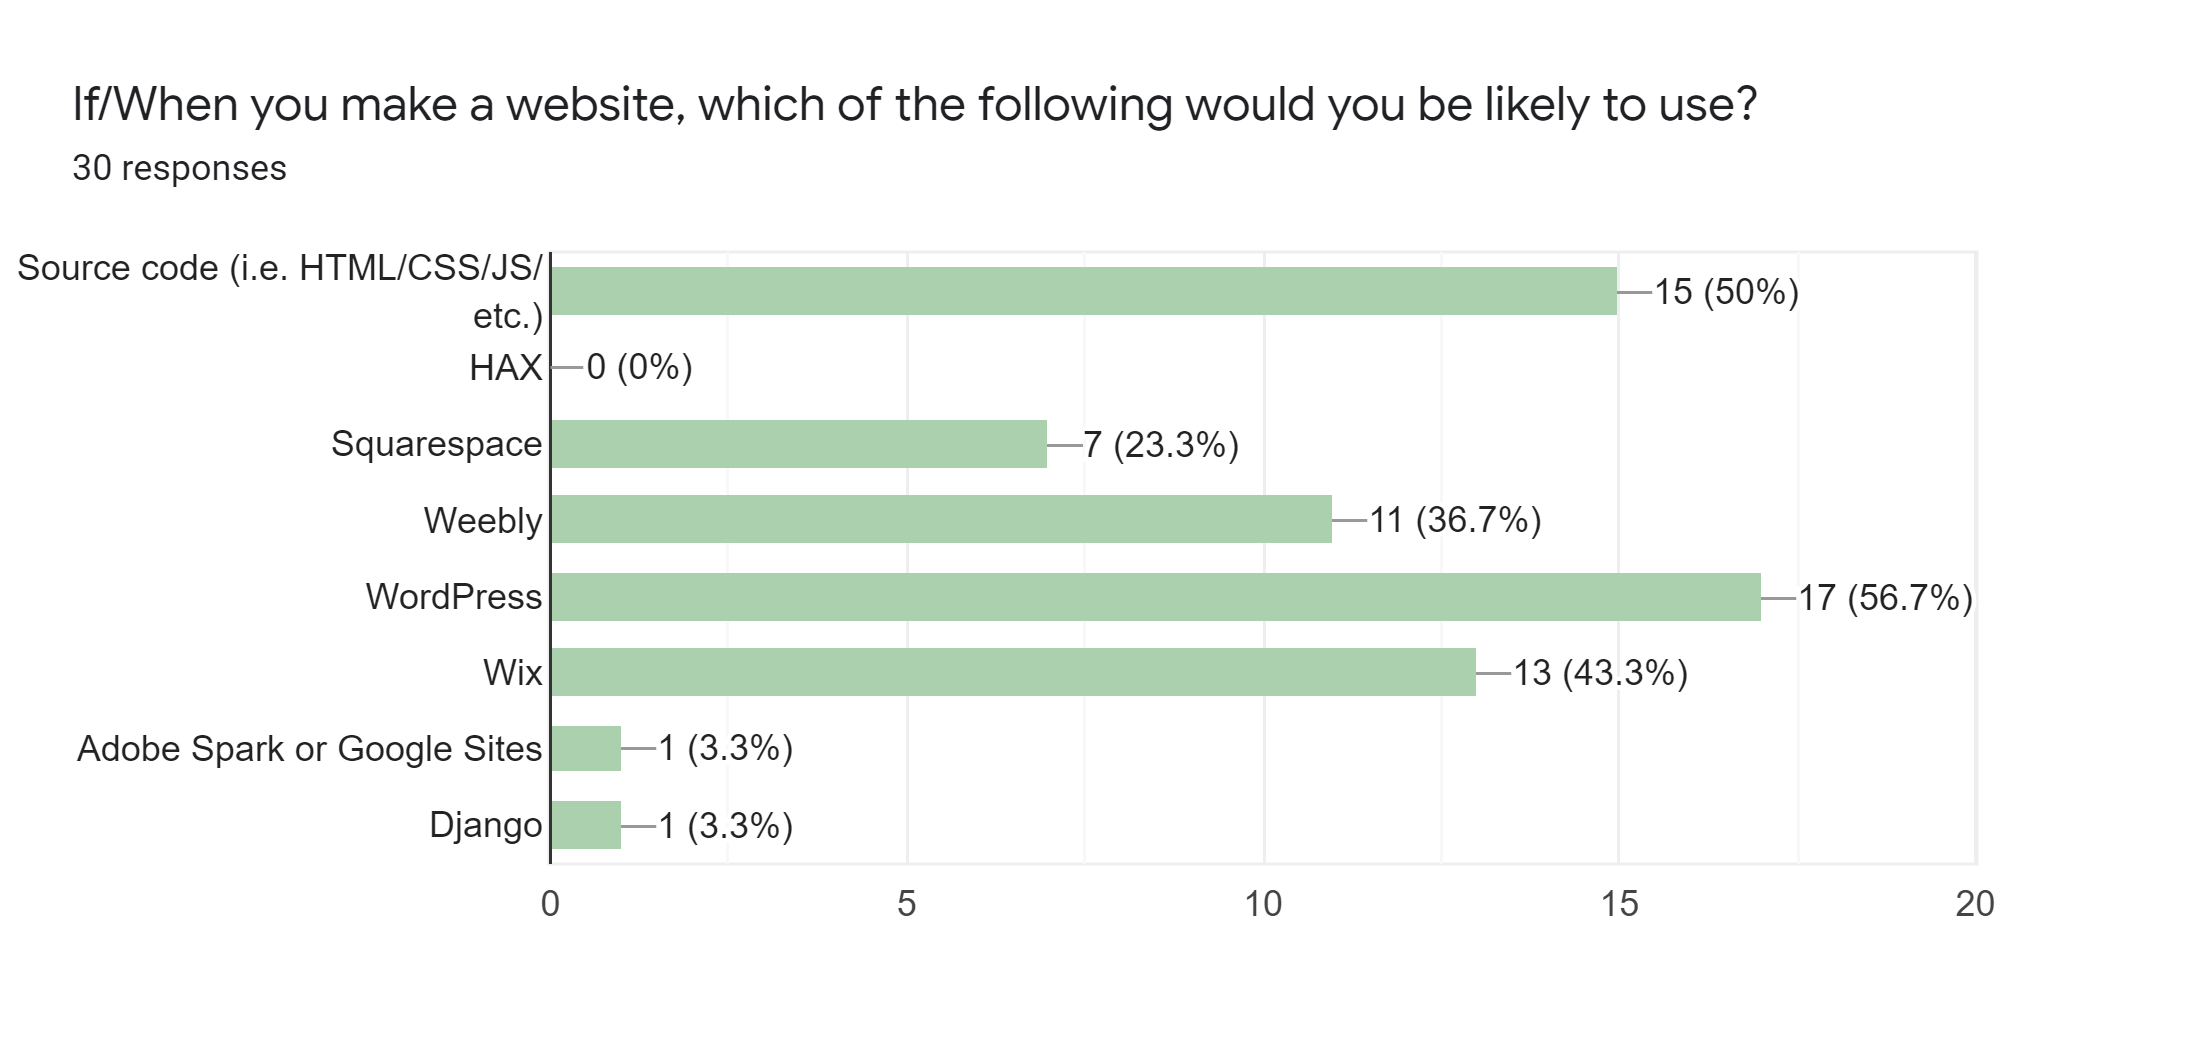 If/When you make a website, which of the following would you be likely to use?
30 responses
Source code (i.e. HTML/CSS/JS/
etc.)
15 (50%)
HAX
0 (0%)
Squarespace
7 (23.3%)
Weebly
11 (36.7%)
WordPress
17 (56.7%)
Wix
13 (43.3%)
Adobe Spark or Google Sites
1 (3.3%)
Django
1 (3.3%)
0 5 10 15 20